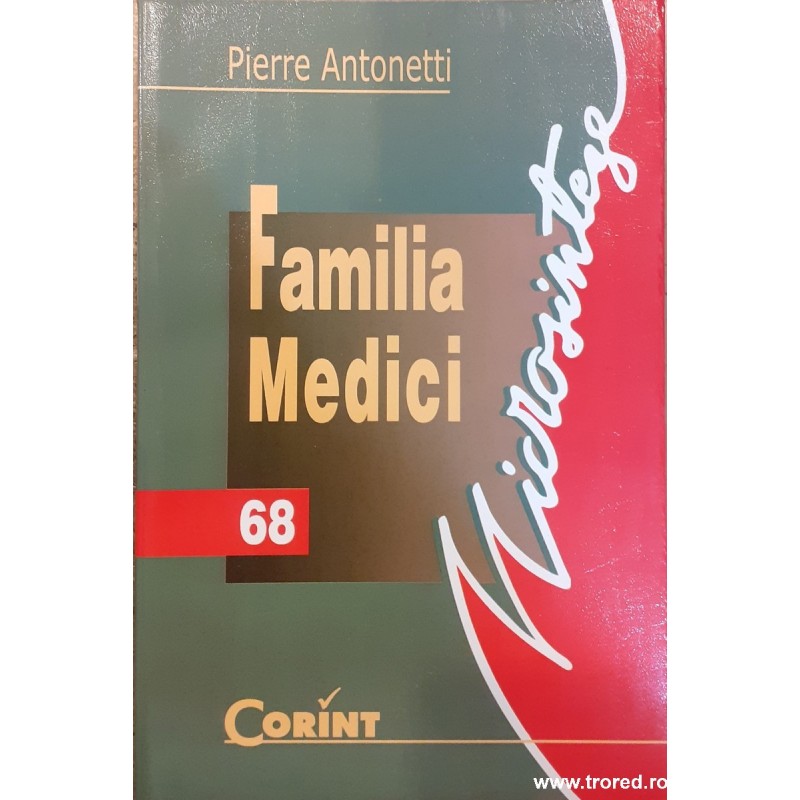 Pierre Antonetti
Familia
Medici
Microsinteze
68
CORINT
www.trored.ro